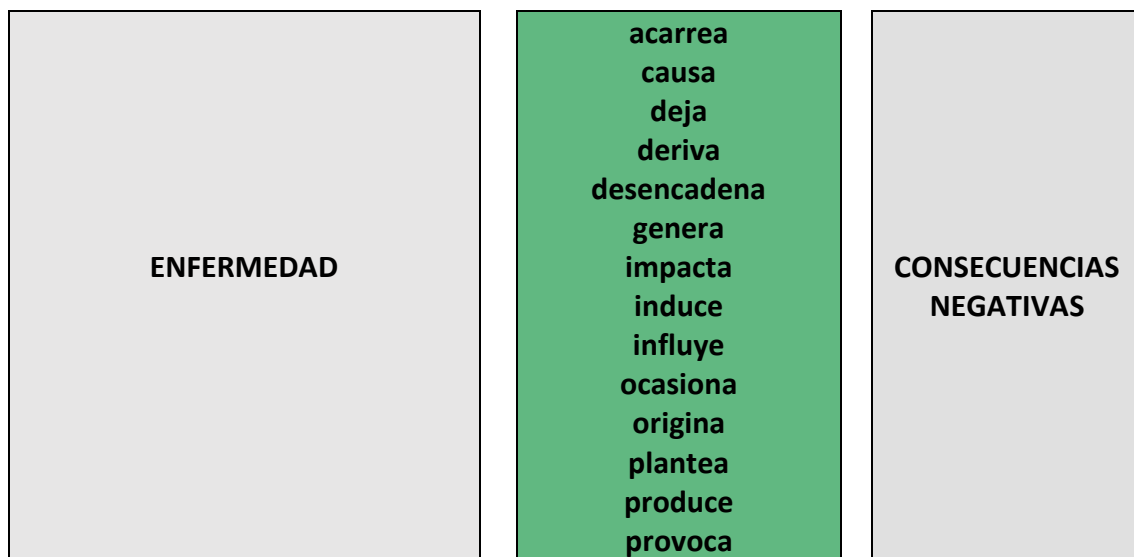 ENFERMEDAD
acarrea
causa
deja
deriva
desencadena
genera
impacta
induce
influye
ocasiona
origina
plantea
produce
provoca
CONSECUENCIAS
NEGATIVAS